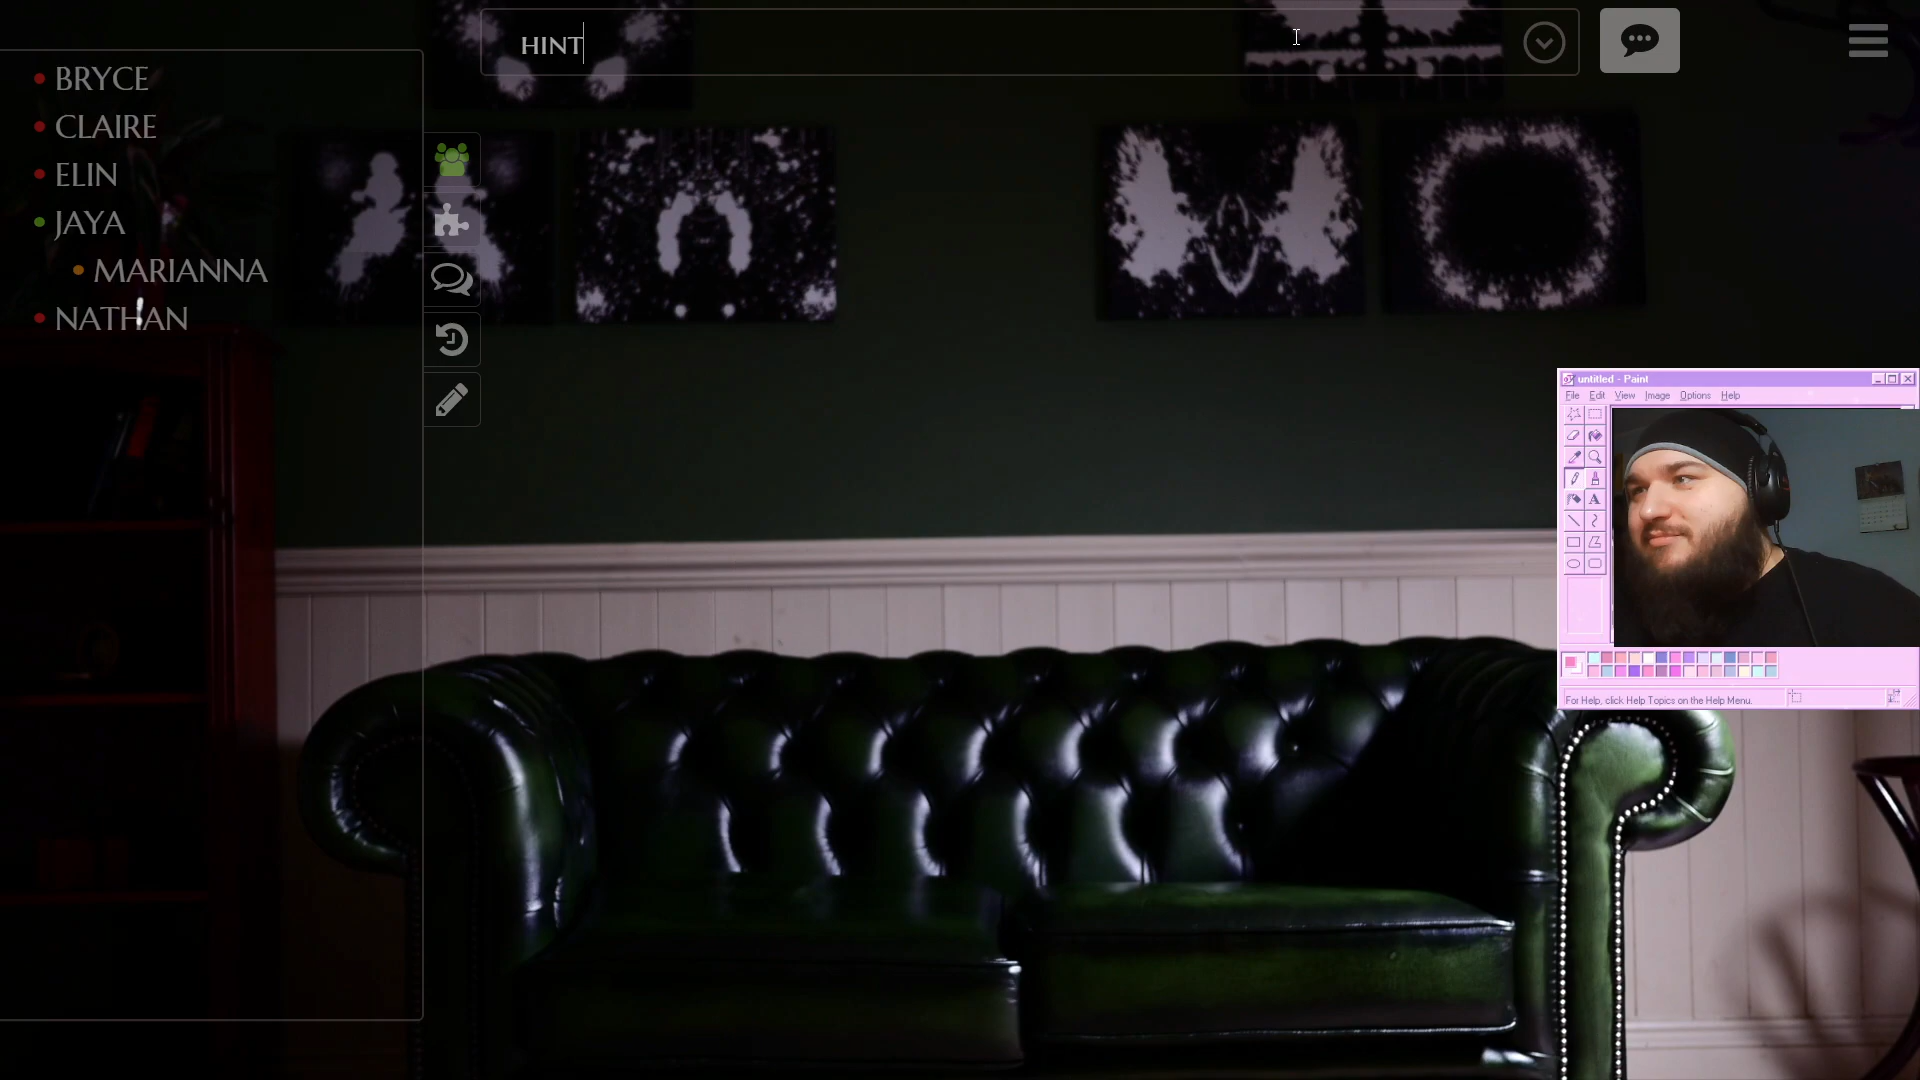 HINT
BRYCE
CLAIRE
ELIN
JAYA
MARIANNA
NATHAN
untitled - Paint
File Edit View Image Options Help
A
For Help, click Help Topics on the Help Menu.